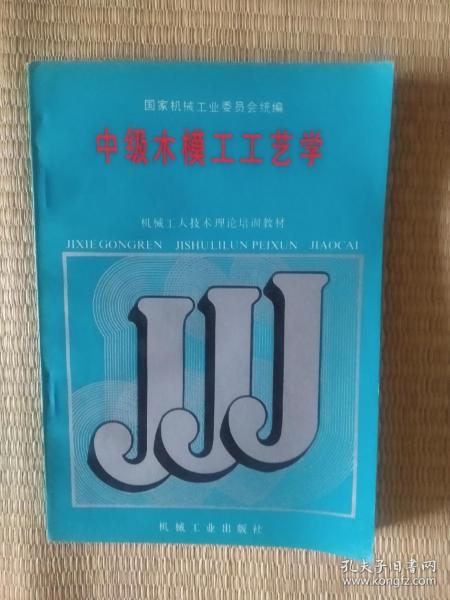 国家机械工业委员会统编
中级木模工工艺学
机械工人技术理论培训教材
JIXIEGONGREN JISHULILUN PEIXUN JIAOCAI
JJJ
机械工业出版社
孔夫子旧书网
www.kongfz.com